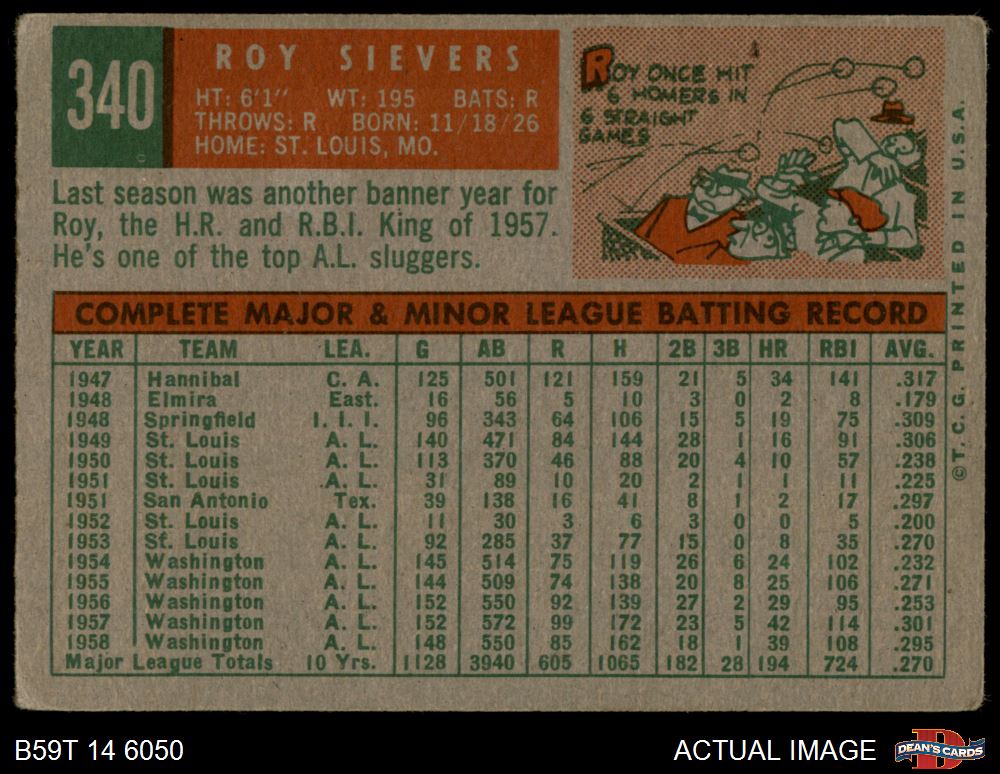 340
ROY SIEVERS
HT: 6'1" WT: 195 BATS: R
THROWS: R BORN: 11/18/26
HOME: ST. LOUIS, MO.
ROY ONCE HIT
6 HOMERS IN
6 STRAIGHT
GAMES
Last season was another banner year for
Roy, the H.R. and R.B.I. King of 1957.
He's one of the top A.L. sluggers.
COMPLETE MAJOR & MINOR LEAGUE BATTING RECORD
YEAR TEAM LEA. G AB R H 2B 3B HR RBI AVG.
1947 Hannibal C. A. 125 501 121 159 21 5 34 141 .317
1948 Elmira East. 16 56 5 10 3 0 2 8 .179
1948 Springfield I. I. I. 96 343 64 106 15 5 19 75 .309
1949 St. Louis A. L. 140 471 84 144 28 1 16 91 .306
1950 St. Louis A. L. 113 370 46 88 20 4 10 57 .238
1951 St. Louis A. L. 31 89 10 20 2 1 1 11 .225
1951 San Antonio Tex. 39 138 16 41 8 1 2 17 .297
1952 St. Louis A. L. 11 30 3 6 3 0 0 5 .200
1953 St. Louis A. L. 92 285 37 77 15 0 8 35 .270
1954 Washington A. L. 145 514 75 119 26 6 24 102 .232
1955 Washington A. L. 144 509 74 138 20 8 25 106 .271
1956 Washington A. L. 152 550 92 139 27 2 29 95 .253
1957 Washington A. L. 152 572 99 172 23 5 42 114 .301
1958 Washington A. L. 148 550 85 162 18 1 39 108 .295
Major League Totals 10 Yrs. 1128 3940 605 1065 182 28 194 724 .270
©T. C. G. PRINTED IN U.S.A.
B59T 14 6050
ACTUAL IMAGE
DEAN'S CARDS